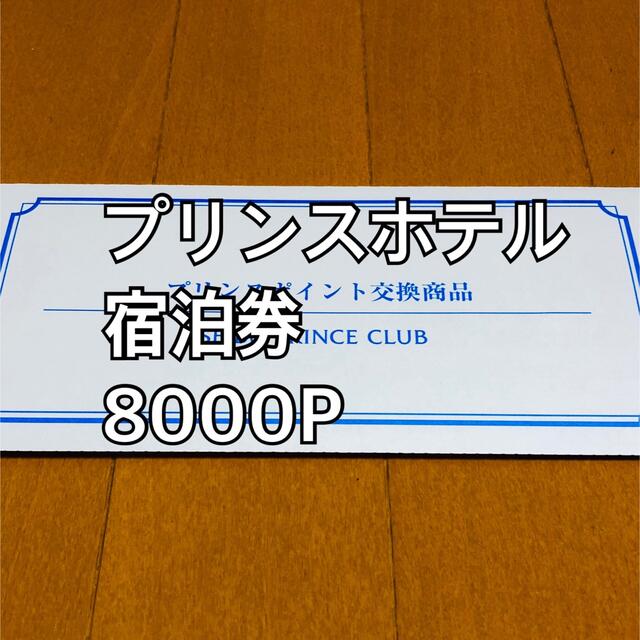 プリンスホテル
プリンスポイント交換商品
宿泊券
PRINCE CLUB
8000P